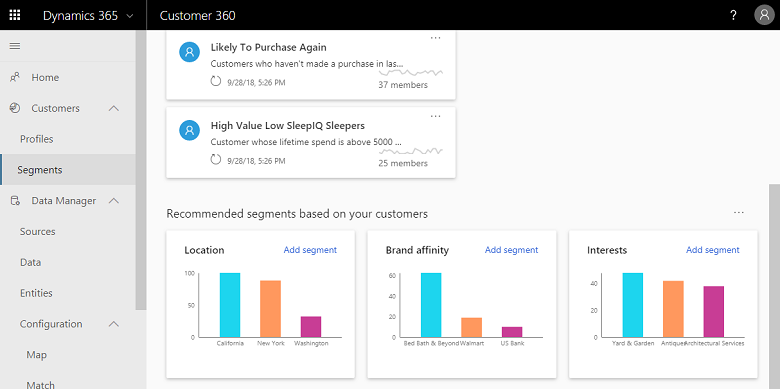 Dynamics 365
Customer 360
?
Home
Customers
Profiles
Segments
Data Manager
Sources
Data
Entities
Configuration
Map
Match
Likely To Purchase Again
Customers who haven't made a purchase in las...
9/28/18, 5:26 PM
37 members
High Value Low SleepIQ Sleepers
Customer whose lifetime spend is above 5000 ...
9/28/18, 5:26 PM
25 members
Recommended segments based on your customers
Location Add segment
100
50
0
California New York Washington
Brand affinity Add segment
60
40
20
0
Bed Bath & Beyond Walmart US Bank
Interests Add segment
40
20
0
Yard & Garden Antiques Architectural Services